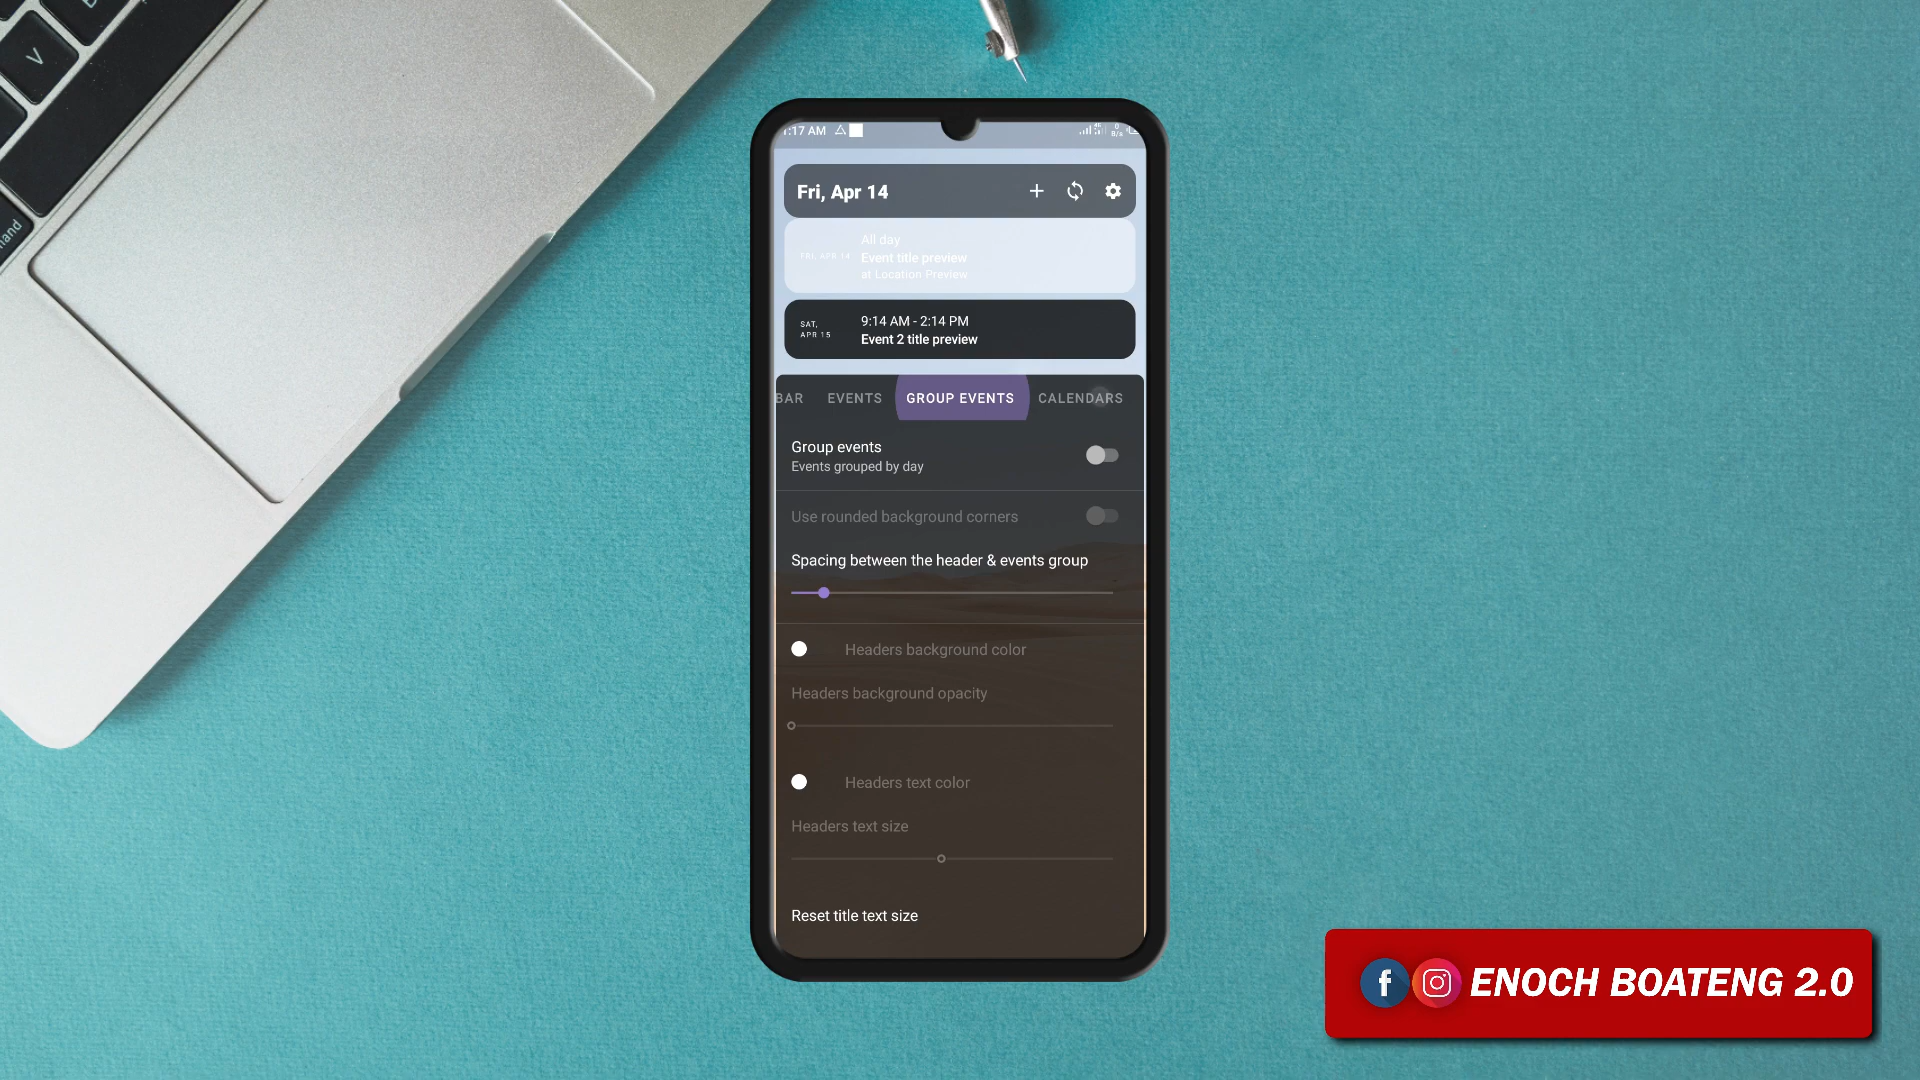 V
and
:17 AM
4G
0
B/s
Fri, Apr 14
All day
FRI, APR 14
Event title preview
at Location Preview
SAT,
APR 15
9:14 AM - 2:14 PM
Event 2 title preview
BAR
EVENTS
GROUP EVENTS
CALENDARS
Group events
Events grouped by day
Use rounded background corners
Spacing between the header & events group
Headers background color
Headers background opacity
Headers text color
Headers text size
Reset title text size
f
ENOCH BOATENG 2.0